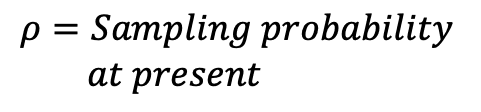 ρ = Sampling probability
at present